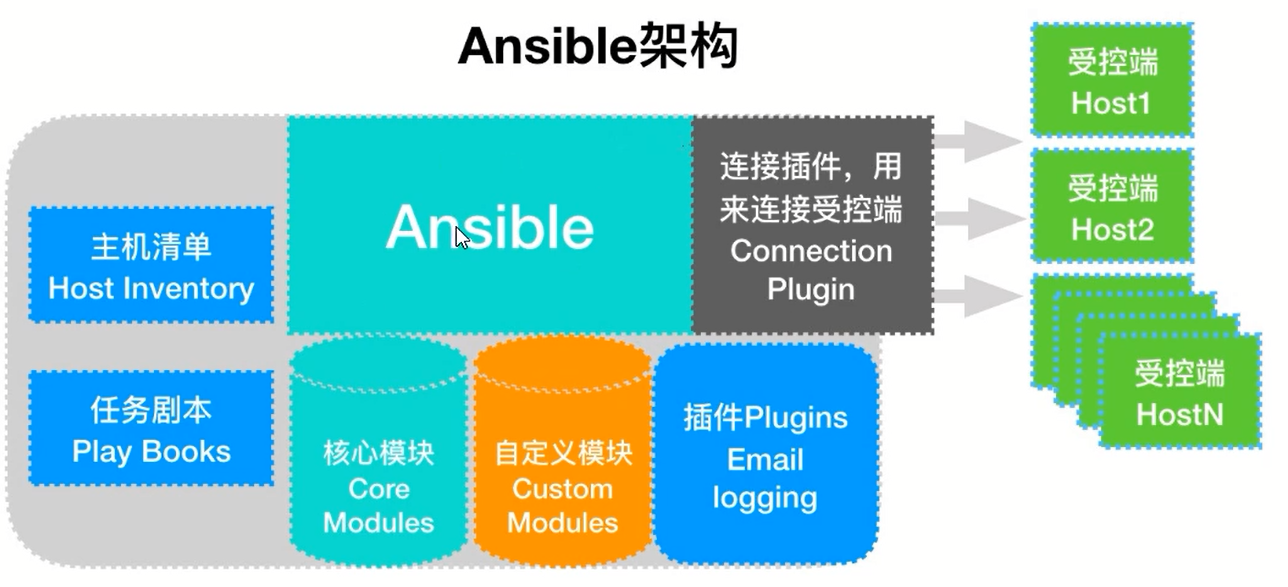 Ansible架构
主机清单
Host Inventory
任务剧本
Play Books
Ansible
连接插件，用
来连接受控端
Connection
Plugin
核心模块
Core
Modules
自定义模块
Custom
Modules
插件Plugins
Email
logging
受控端
Host1
受控端
Host2
受控端
HostN